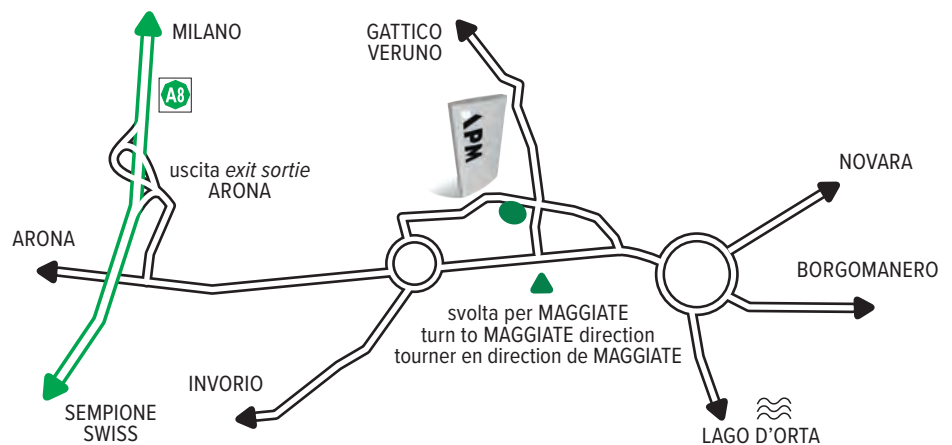 MILANO
A8
uscita exit sortie
ARONA
ARONA
SEMPIONE
SWISS
GATTICO
VERUNO
APM
INVORIO
svolta per MAGGIATE
turn to MAGGIATE direction
tourner en direction de MAGGIATE
NOVARA
BORGOMANERO
LAGO D'ORTA